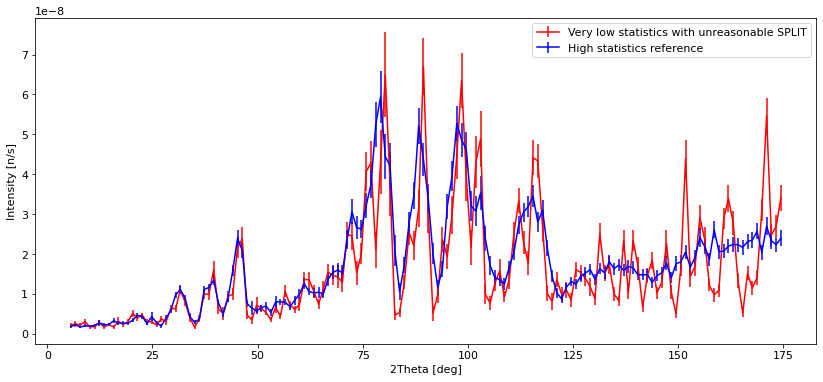 1e−8
Very low statistics with unreasonable SPLIT
High statistics reference
7
6
5
4
3
2
1
0
Intensity [n/s]
0 25 50 75 100 125 150 175
2Theta [deg]